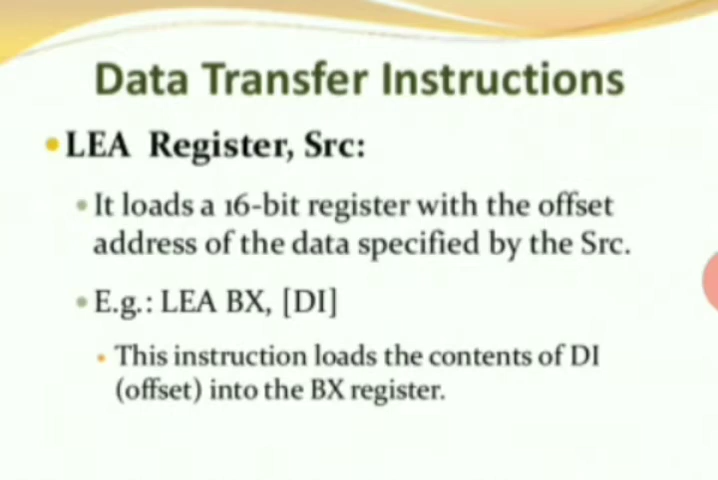 Data Transfer Instructions
• LEA Register, Src:
• It loads a 16-bit register with the offset
address of the data specified by the Src.
• E.g.: LEA BX, [DI]
• This instruction loads the contents of DI
(offset) into the BX register.